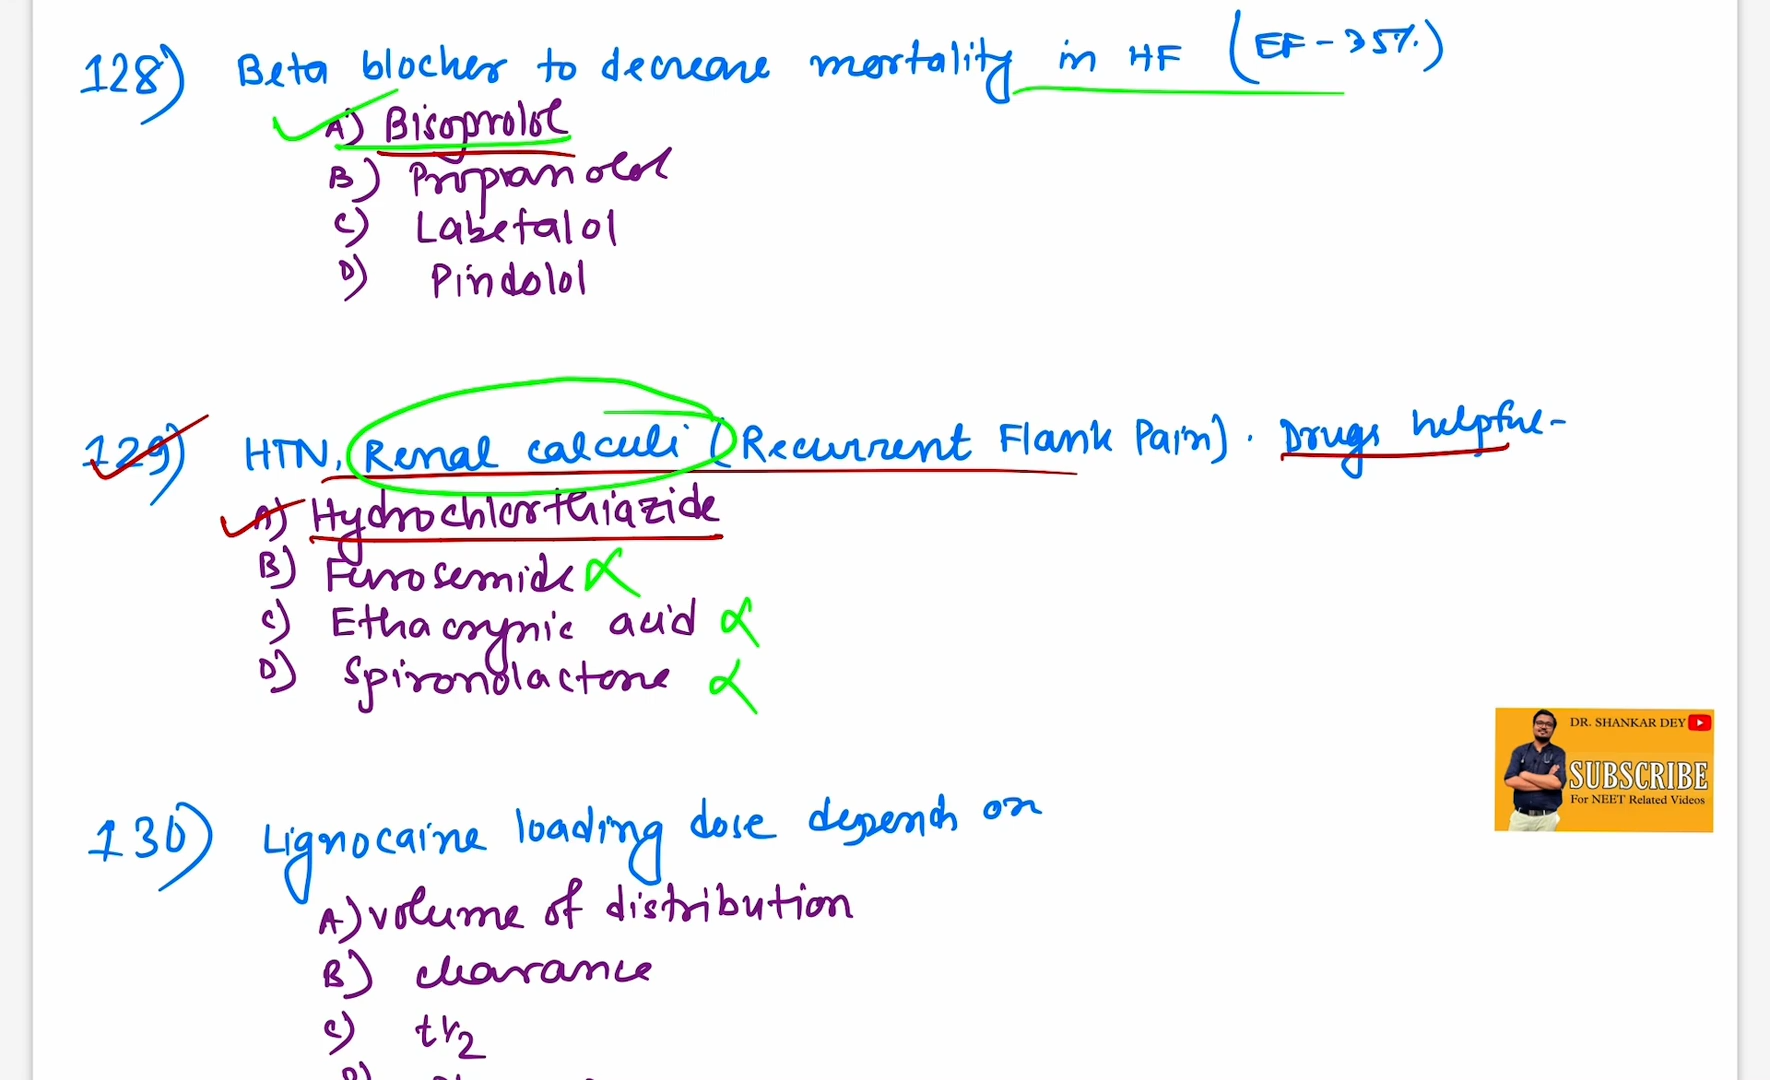 128) Beta blocker to decrease mortality in HF (EF-35%.)
A) Bisoprolol
B) Propranolol
C) Labetalol
D) Pindolol
129) HTN, Renal calculi (Recurrent Flank Pain). Drugs helpful-
A) Hydrochlorthiazide
B) Furosemide
C) Ethacrynic acid
D) Spironolactone
DR. SHANKAR DEY
SUBSCRIBE
For NEET Related Videos
130) Lignocaine loading dose depends on
A) volume of distribution
B) clearance
C) t1/2
D)